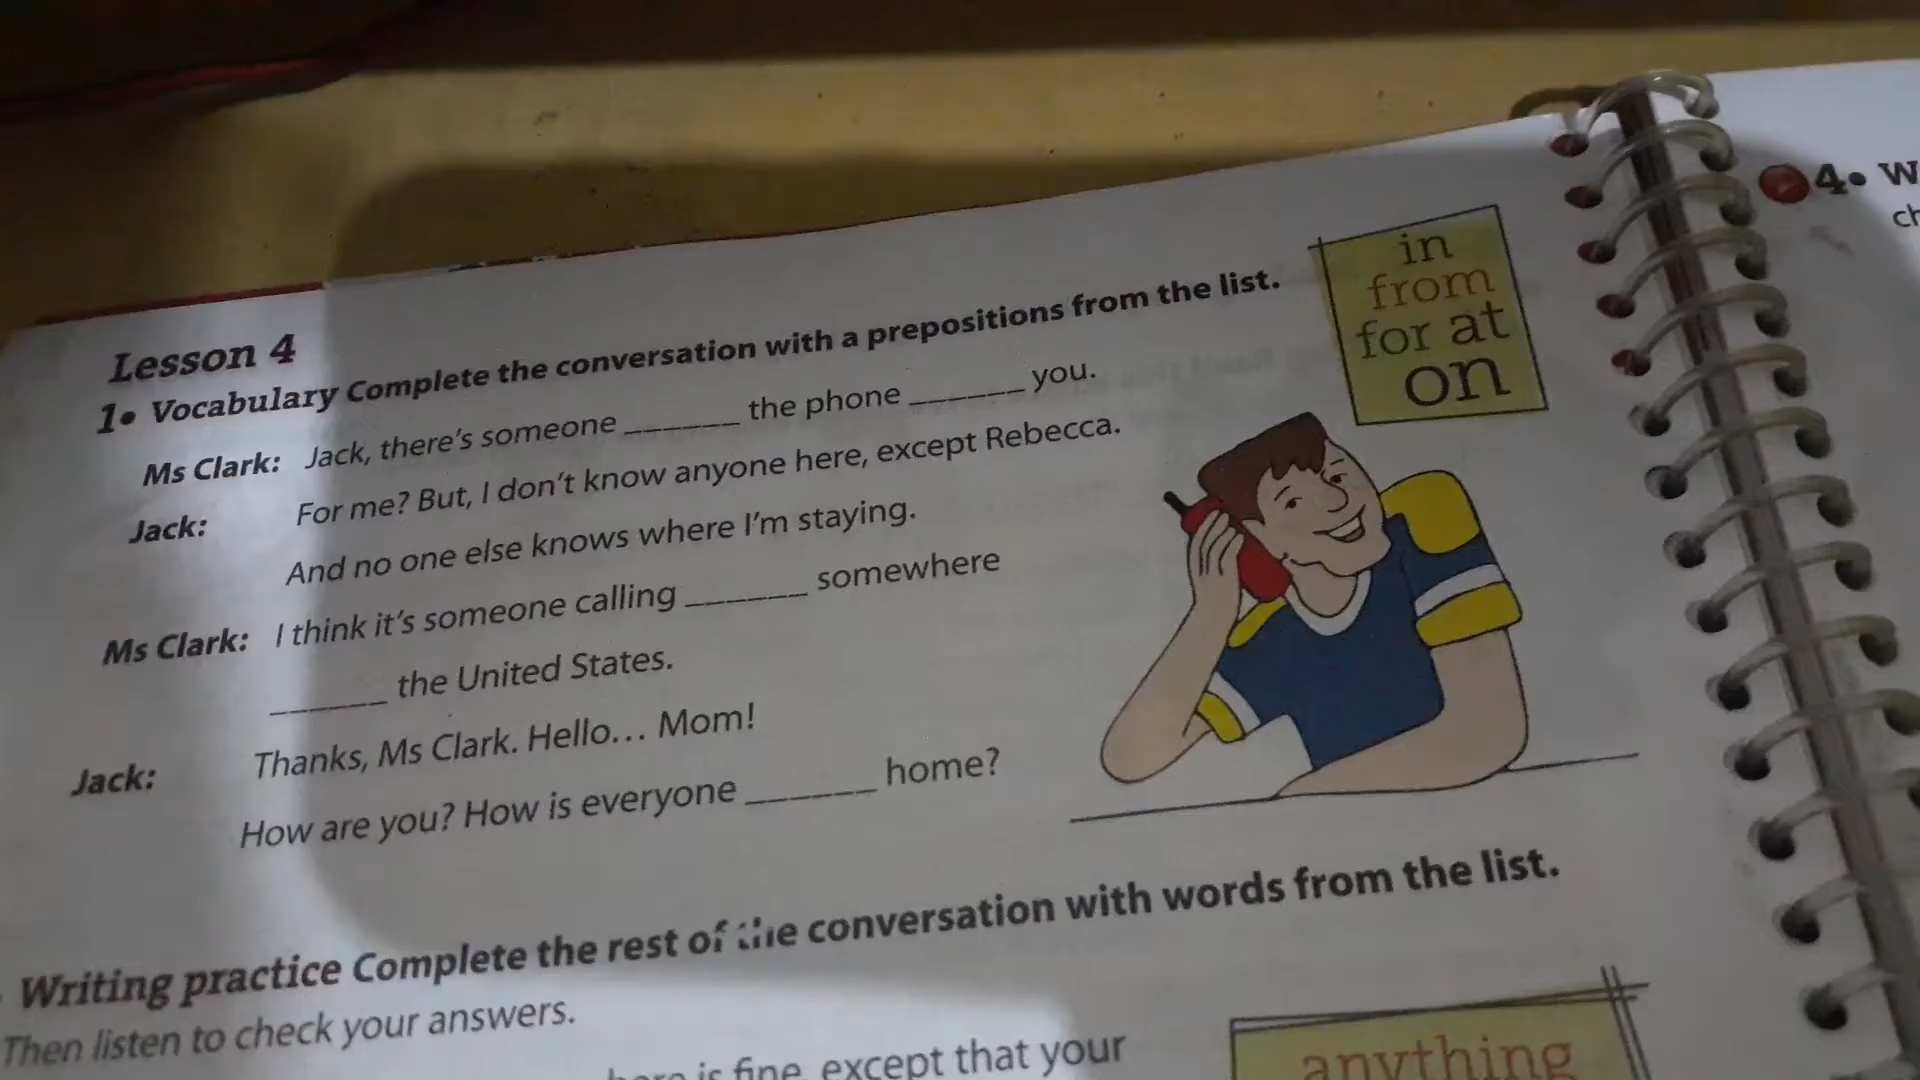 Lesson 4
1• Vocabulary Complete the conversation with a prepositions from the list.
in
from
for at
on
Ms Clark: Jack, there's someone ______ the phone ______ you.
Jack: For me? But, I don't know anyone here, except Rebecca.
And no one else knows where I'm staying.
Ms Clark: I think it's someone calling ______ somewhere
______ the United States.
Jack: Thanks, Ms Clark. Hello... Mom!
How are you? How is everyone ______ home?
Writing practice Complete the rest of the conversation with words from the list.
Then listen to check your answers.
is fine, except that your
anything
4•